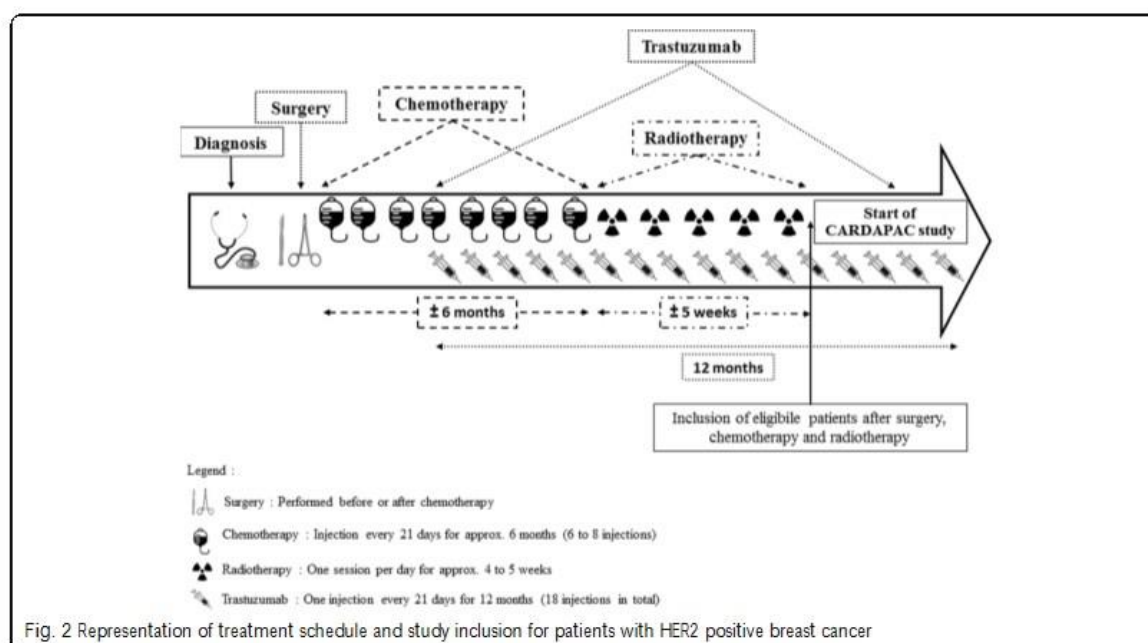 Trastuzumab
Surgery
Chemotherapy
Radiotherapy
Diagnosis
Start of
CARDAPAC study
± 6 months
± 5 weeks
12 months
Inclusion of eligibile patients after surgery,
chemotherapy and radiotherapy
Legend :
Surgery : Performed before or after chemotherapy
Chemotherapy : Injection every 21 days for approx. 6 months (6 to 8 injections)
Radiotherapy : One session per day for approx. 4 to 5 weeks
Trastuzumab : One injection every 21 days for 12 months (18 injections in total)
Fig. 2 Representation of treatment schedule and study inclusion for patients with HER2 positive breast cancer